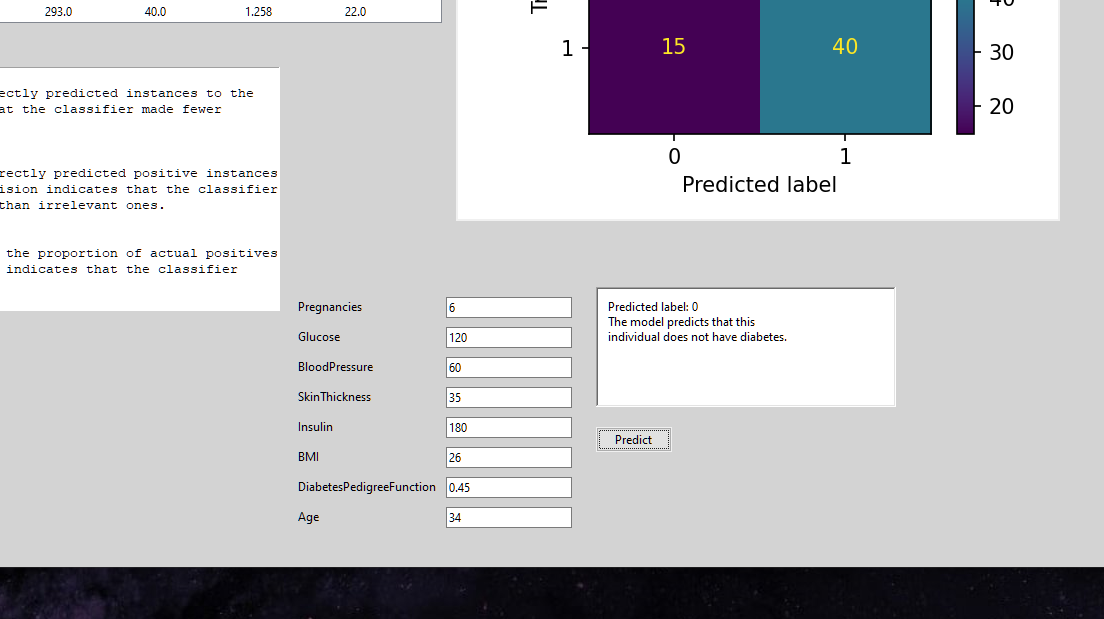 293.0 40.0 1.258 22.0
ectly predicted instances to the
at the classifier made fewer
rectly predicted positive instances
ision indicates that the classifier
than irrelevant ones.
the proportion of actual positives
indicates that the classifier
40
1 15 40
30
20
0 1
Predicted label
Pregnancies 6
Glucose 120
BloodPressure 60
SkinThickness 35
Insulin 180
BMI 26
DiabetesPedigreeFunction 0.45
Age 34
Predicted label: 0
The model predicts that this
individual does not have diabetes.
Predict